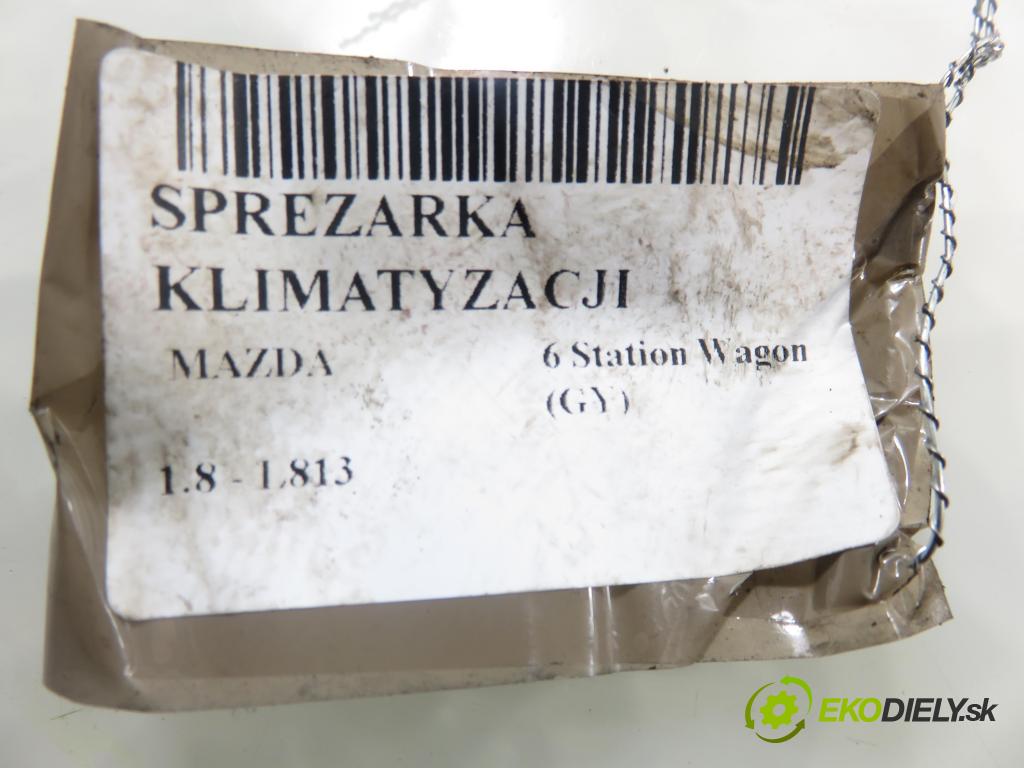 SPREZARKA
KLIMATYZACJI
MAZDA 6 Station Wagon
(GY)
1.8 - L813
EKODIELY.sk